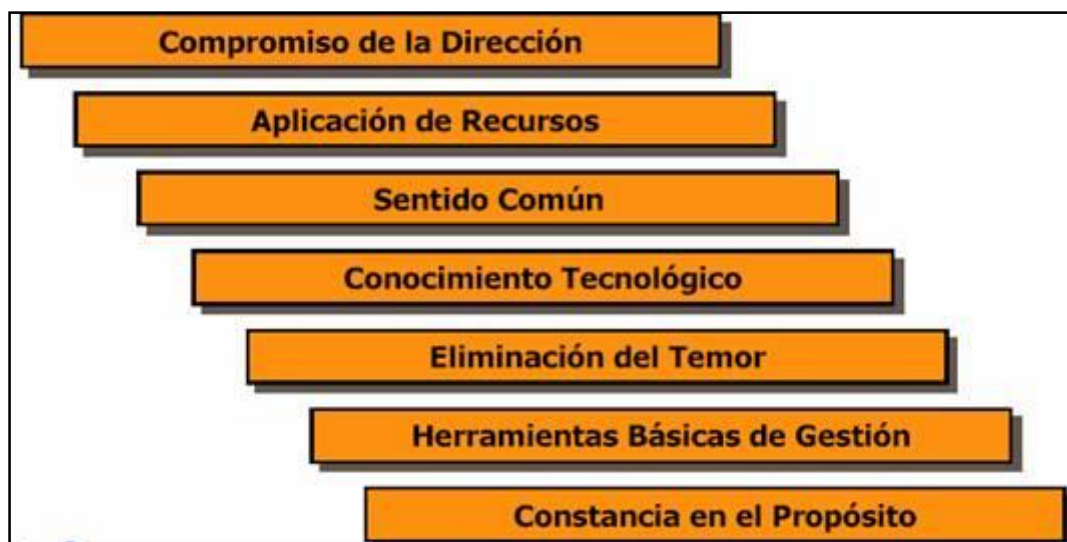 Compromiso de la Dirección
Aplicación de Recursos
Sentido Común
Conocimiento Tecnológico
Eliminación del Temor
Herramientas Básicas de Gestión
Constancia en el Propósito